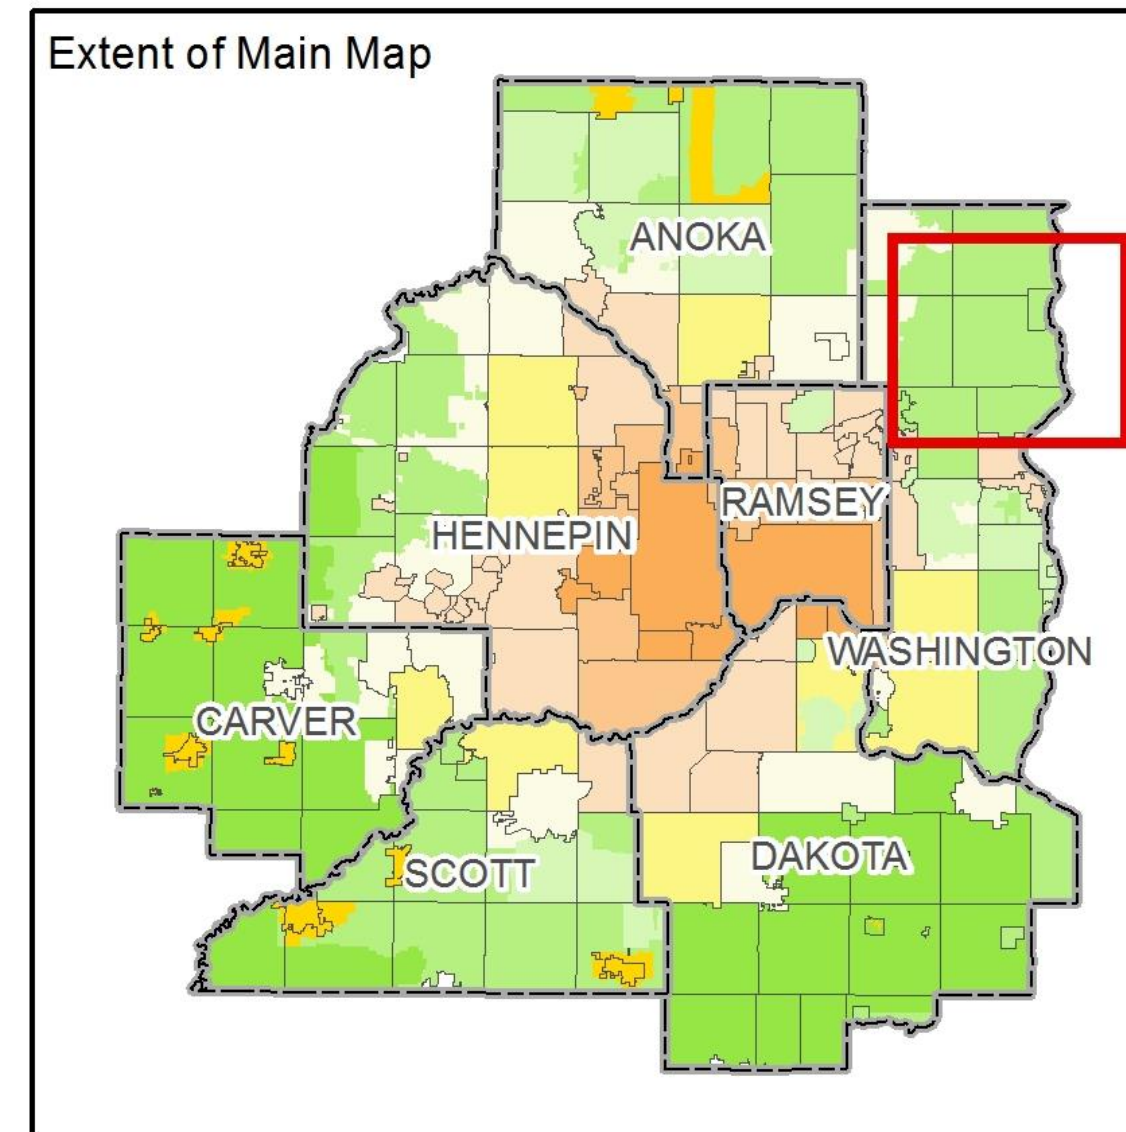 Extent of Main Map
ANOKA
RAMSEY
HENNEPIN
WASHINGTON
CARVER
DAKOTA
SCOTT